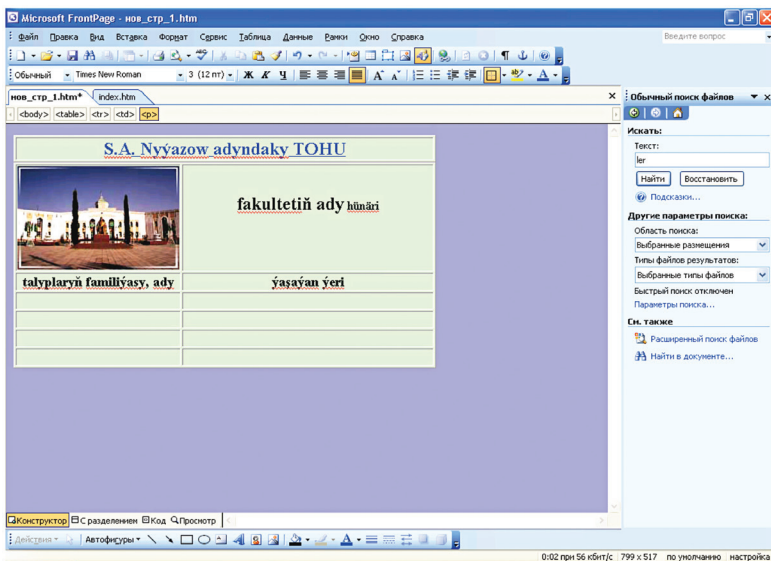 Microsoft FrontPage - нов_стр_1.htm
Файл Правка Вид Вставка Формат Сервис Таблица Данные Рамки Окно Справка
Введите вопрос
Обычный Times New Roman 3 (12 пт) Ж К Ч
нов_стр_1.htm* index.htm
<body> <table> <tr> <td> <p>
S.A. Nyýazow adyndaky TOHU
fakultetiň ady hünäri
talyplaryň familiýasy, ady ýaşaýan ýeri
Обычный поиск файлов
Искать:
Текст:
ler
Найти Восстановить
Подсказки...
Другие параметры поиска:
Область поиска:
Выбранные размещения
Типы файлов результатов:
Выбранные типы файлов
Быстрый поиск отключен
Параметры поиска...
См. также
Расширенный поиск файлов
Найти в документе...
Конструктор С разделением Код Просмотр
Действия Автофигуры
0:02 при 56 кбит/с 799 x 517 по умолчанию настройка